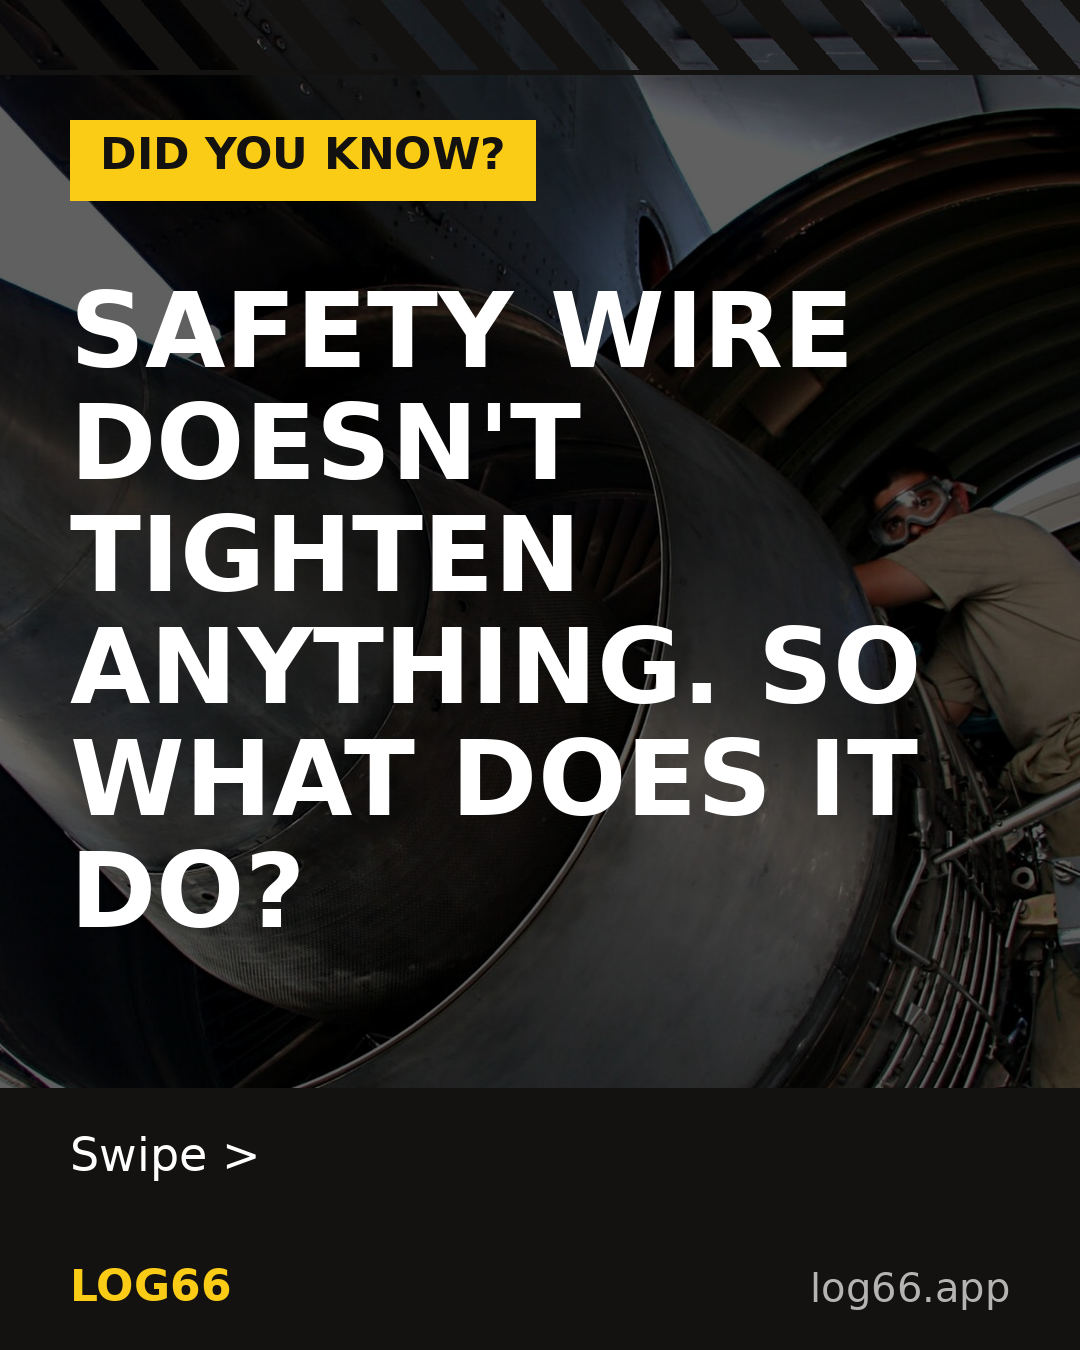 DID YOU KNOW?
SAFETY WIRE
DOESN'T
TIGHTEN
ANYTHING. SO
WHAT DOES IT
DO?
Swipe >
LOG66
log66.app